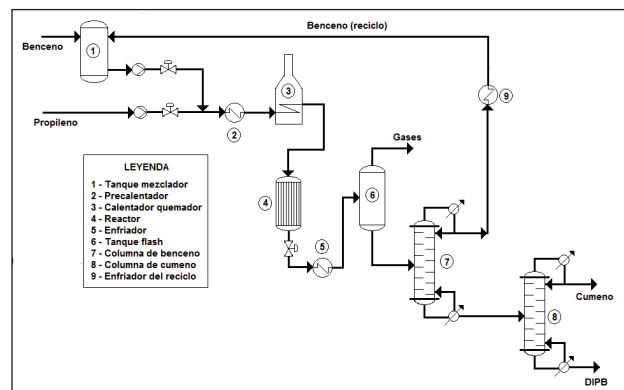 Benceno (reciclo)
Benceno
1
3
9
Propileno
2
Gases
LEYENDA
1 - Tanque mezclador
2 - Precalentador
3 - Calentador quemador
4 - Reactor
5 - Enfriador
6 - Tanque flash
7 - Columna de benceno
8 - Columna de cumeno
9 - Enfriador del reciclo
4
6
5
7
Cumeno
8
DIPB